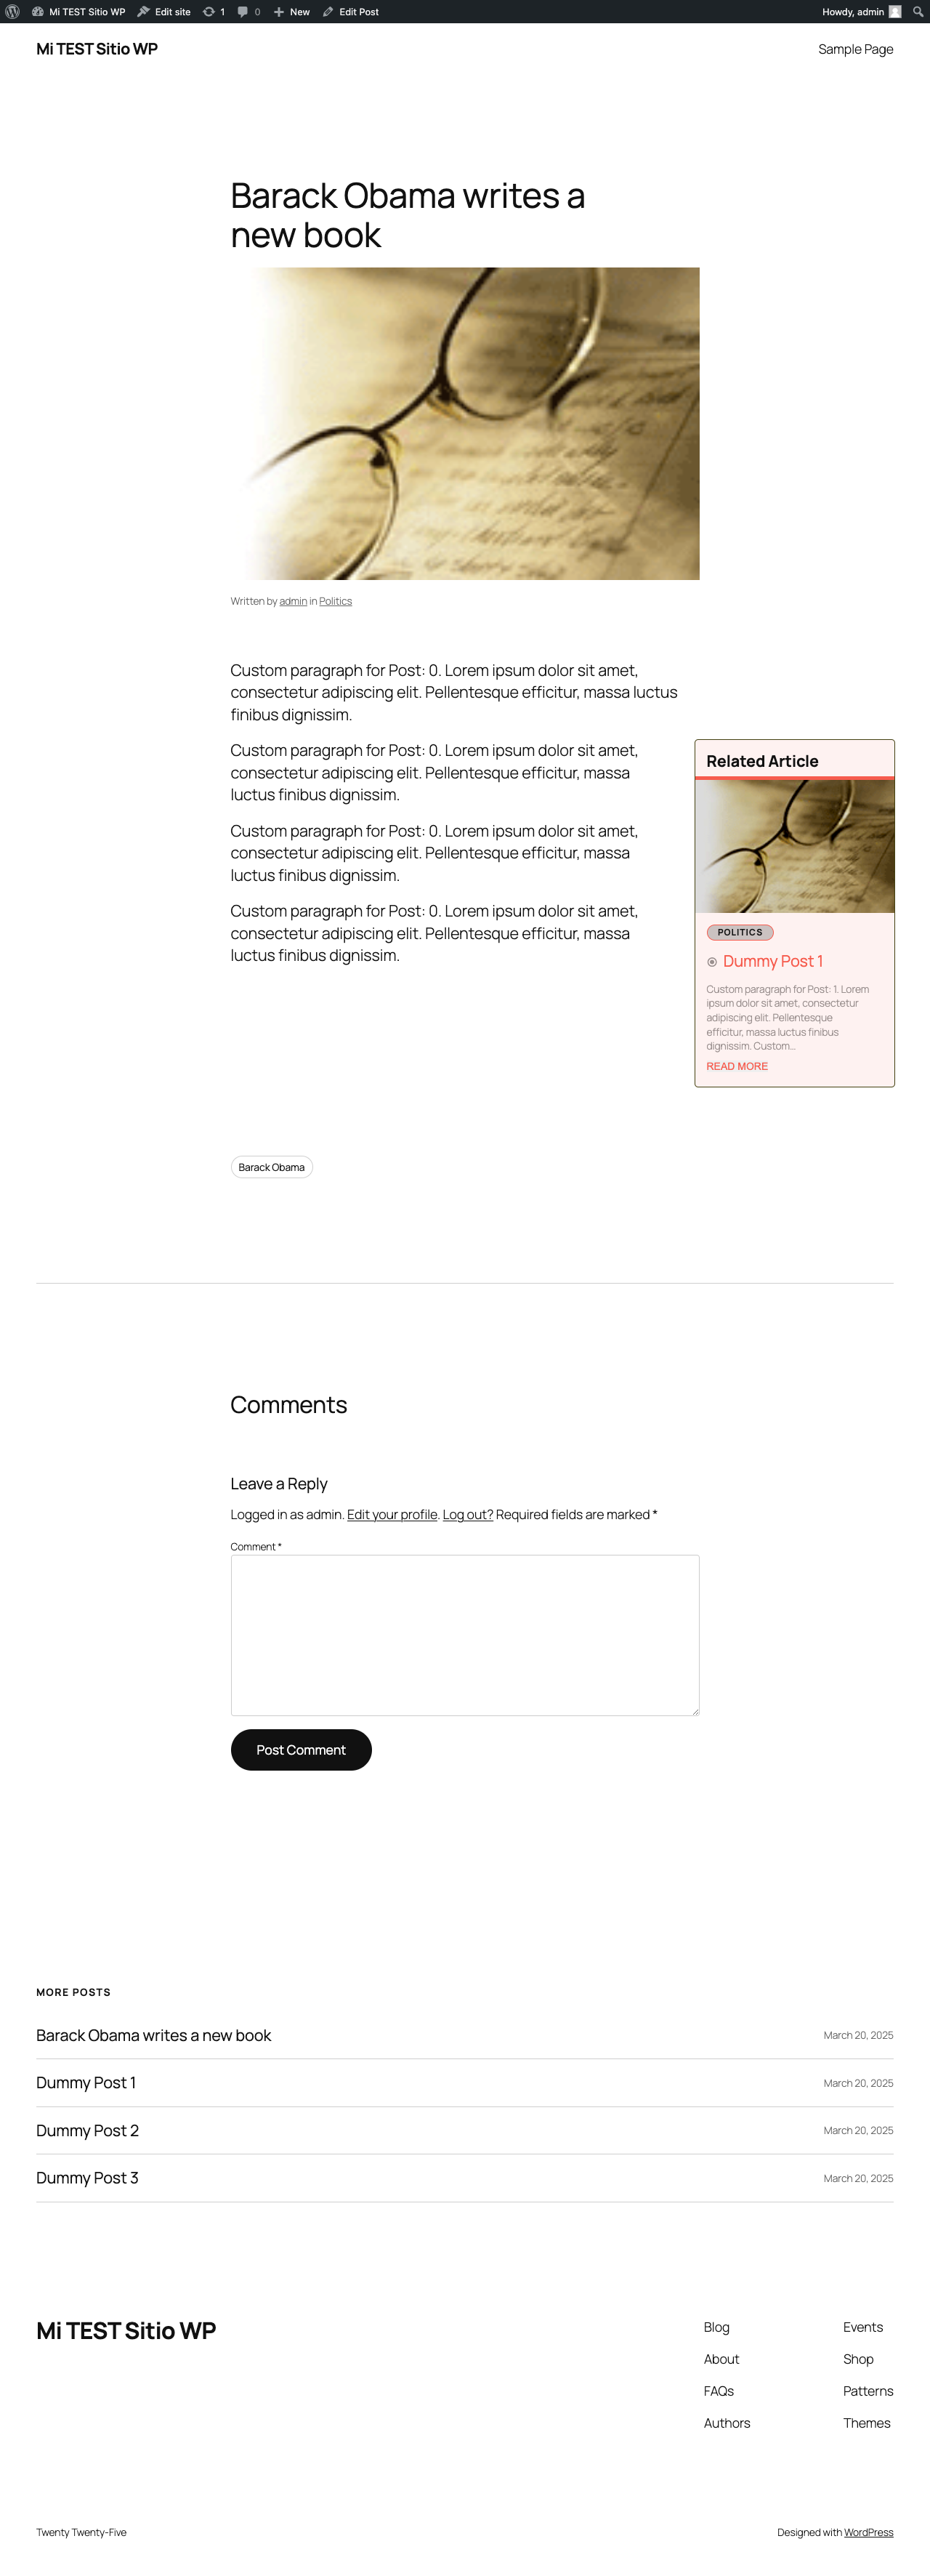 Mi TEST Sitio WP Edit site 1 0 New Edit Post Howdy, admin
Mi TEST Sitio WP Sample Page
Barack Obama writes a
new book
Written by admin in Politics
Custom paragraph for Post: 0. Lorem ipsum dolor sit amet,
consectetur adipiscing elit. Pellentesque efficitur, massa luctus
finibus dignissim.
Custom paragraph for Post: 0. Lorem ipsum dolor sit amet,
consectetur adipiscing elit. Pellentesque efficitur, massa
luctus finibus dignissim.
Custom paragraph for Post: 0. Lorem ipsum dolor sit amet,
consectetur adipiscing elit. Pellentesque efficitur, massa
luctus finibus dignissim.
Custom paragraph for Post: 0. Lorem ipsum dolor sit amet,
consectetur adipiscing elit. Pellentesque efficitur, massa
luctus finibus dignissim.
Related Article
POLITICS
Dummy Post 1
Custom paragraph for Post: 1. Lorem
ipsum dolor sit amet, consectetur
adipiscing elit. Pellentesque
efficitur, massa luctus finibus
dignissim. Custom...
READ MORE
Barack Obama
Comments
Leave a Reply
Logged in as admin. Edit your profile. Log out? Required fields are marked *
Comment *
Post Comment
MORE POSTS
Barack Obama writes a new book March 20, 2025
Dummy Post 1 March 20, 2025
Dummy Post 2 March 20, 2025
Dummy Post 3 March 20, 2025
Mi TEST Sitio WP
Blog Events
About Shop
FAQs Patterns
Authors Themes
Twenty Twenty-Five Designed with WordPress